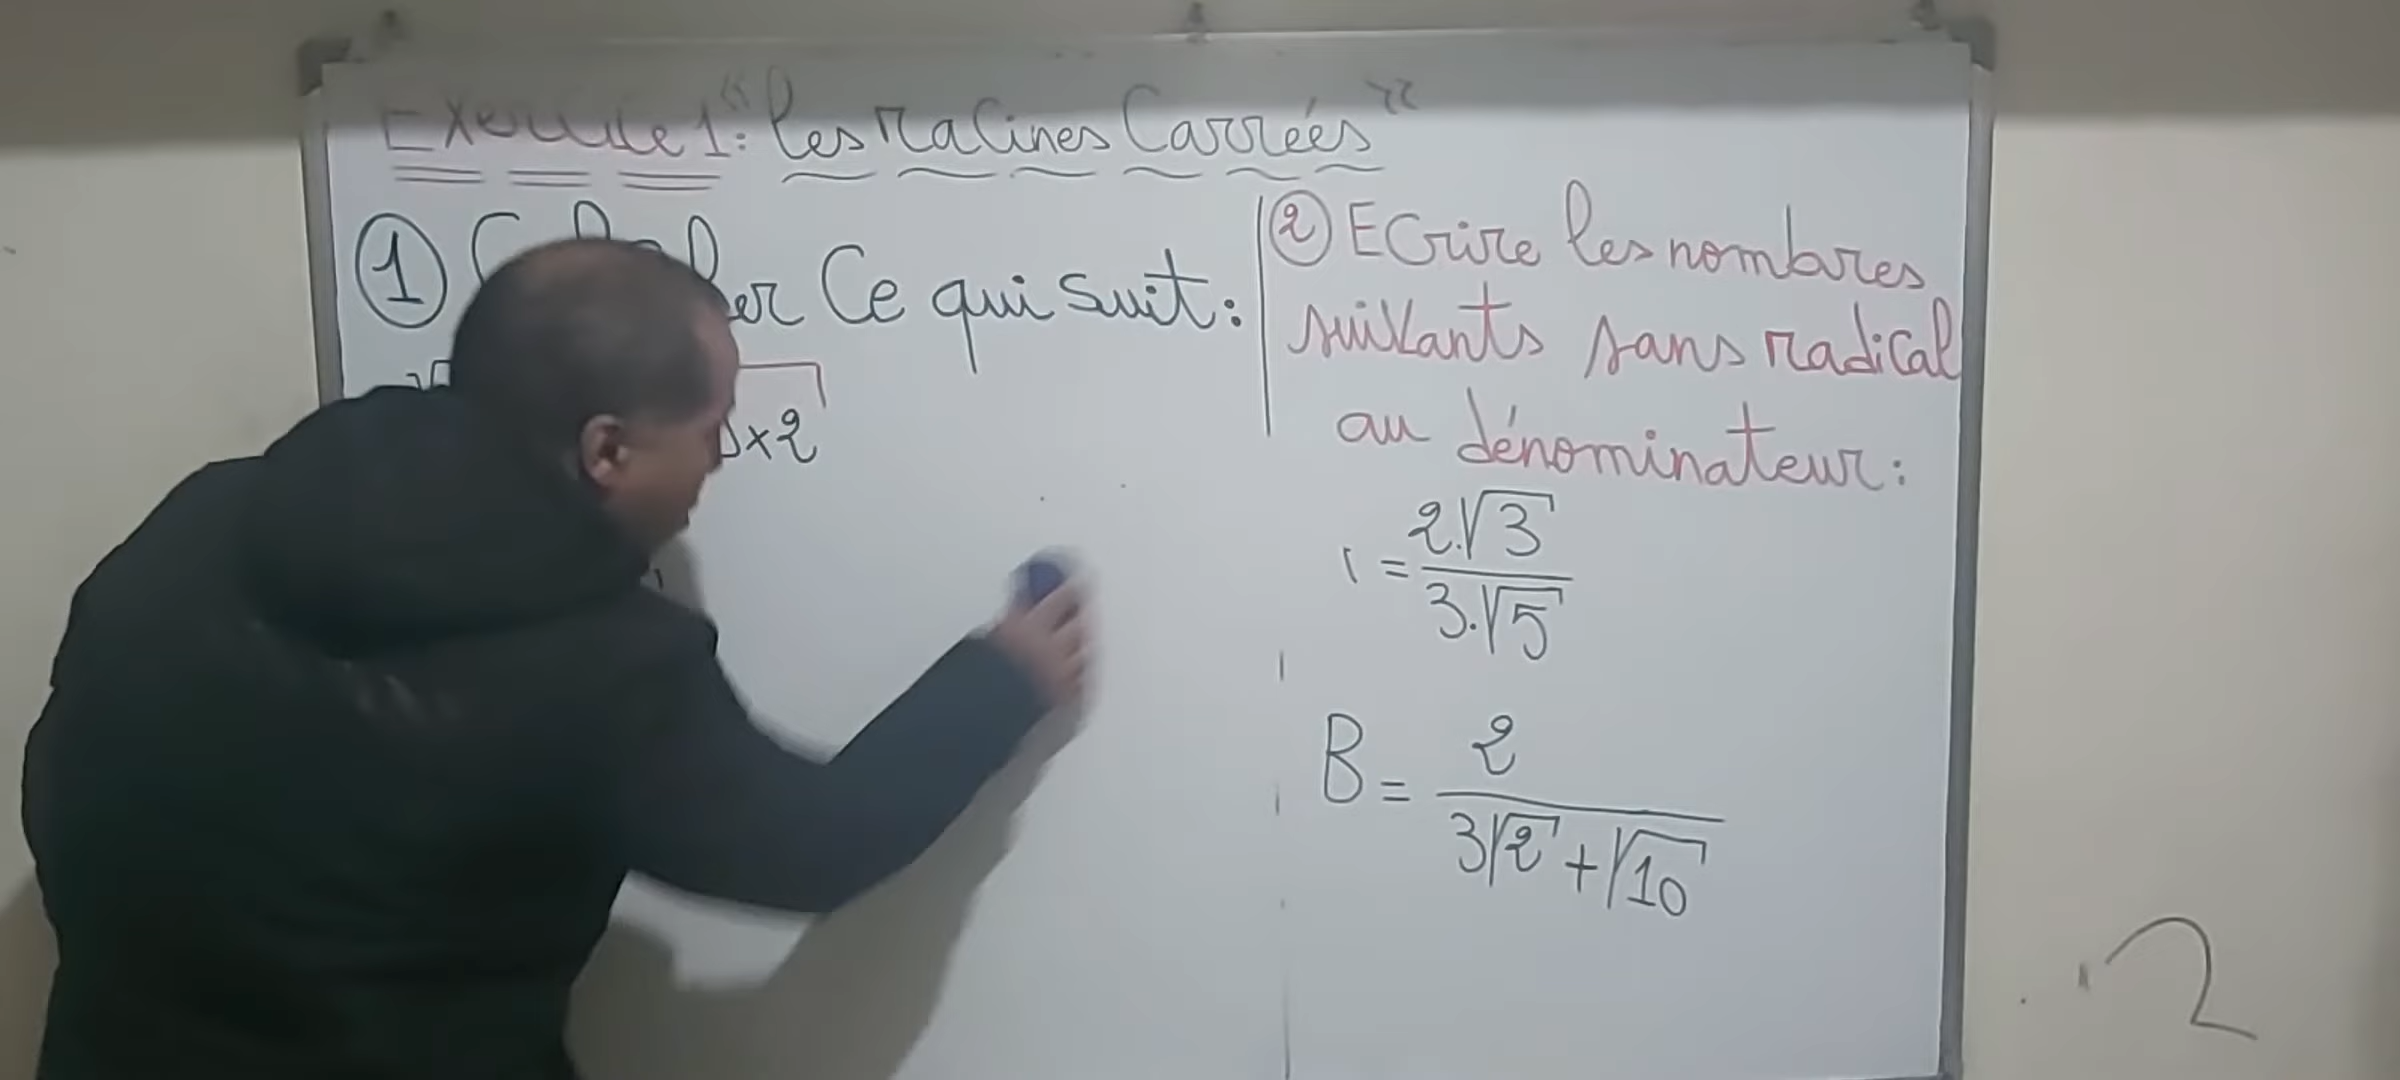 Exercice 1: "les racines Carrées"
① Ce qui suit:
x2
② Ecrire les nombres
suivants sans radical
au dénominateur:
= 2.√3 / 3.√5
B = 2 / 3√2 + √10
2